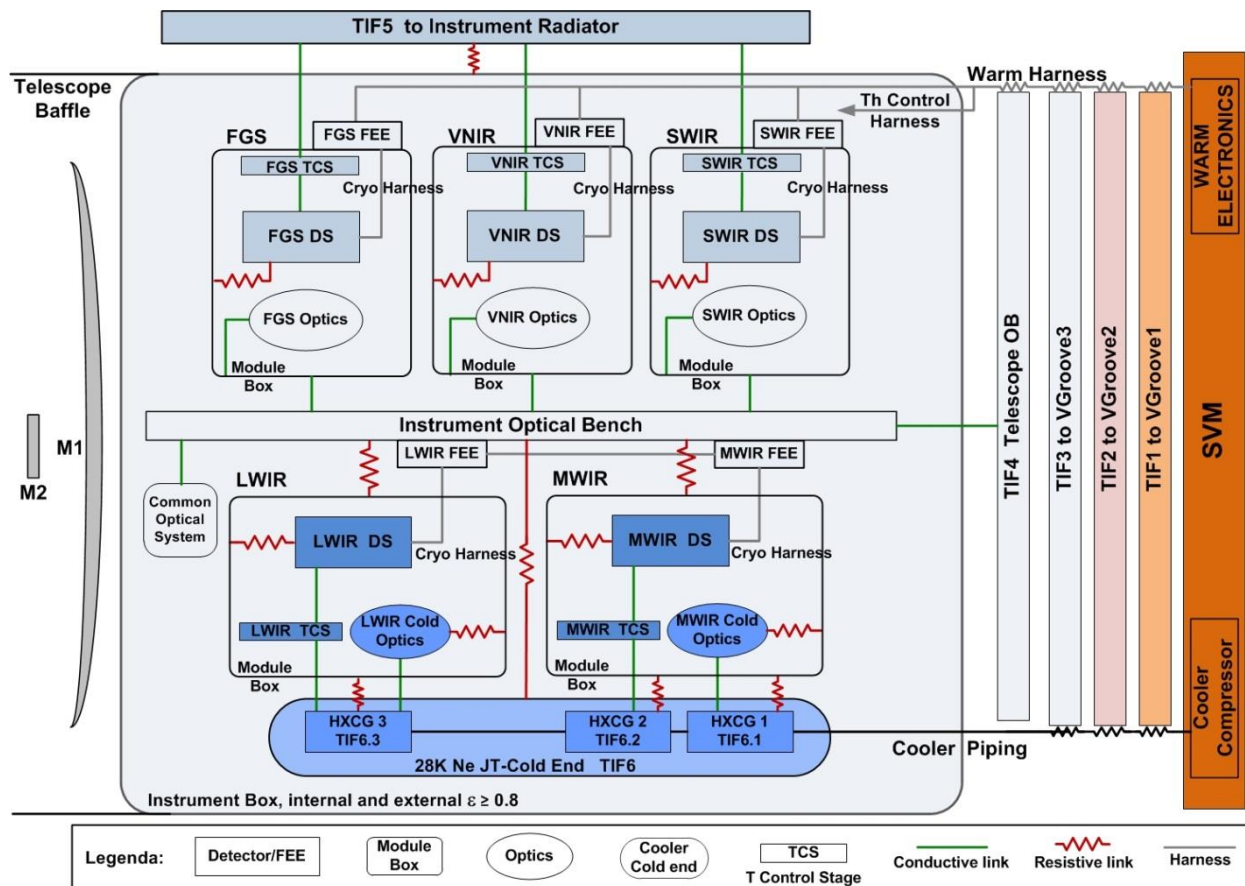 TIF5 to Instrument Radiator
Telescope
Baffle
Warm Harness
Th Control
Harness
FGS
FGS FEE
FGS TCS
Cryo Harness
FGS DS
FGS Optics
Module
Box
VNIR
VNIR FEE
VNIR TCS
Cryo Harness
VNIR DS
VNIR Optics
Module
Box
SWIR
SWIR FEE
SWIR TCS
Cryo Harness
SWIR DS
SWIR Optics
Module
Box
M1
M2
Instrument Optical Bench
Common
Optical
System
LWIR
LWIR FEE
LWIR DS
Cryo Harness
LWIR TCS
LWIR Cold
Optics
Module
Box
MWIR
MWIR FEE
MWIR DS
Cryo Harness
MWIR TCS
MWIR Cold
Optics
Module
Box
HXCG 3
TIF6.3
HXCG 2
TIF6.2
HXCG 1
TIF6.1
28K Ne JT-Cold End TIF6
Cooler Piping
Instrument Box, internal and external ε ≥ 0.8
TIF4 Telescope OB
TIF3 to VGroove3
TIF2 to VGroove2
TIF1 to VGroove1
WARM
ELECTRONICS
SVM
Cooler
Compressor
Legenda:
Detector/FEE
Module
Box
Optics
Cooler
Cold end
TCS
T Control Stage
Conductive link
Resistive link
Harness